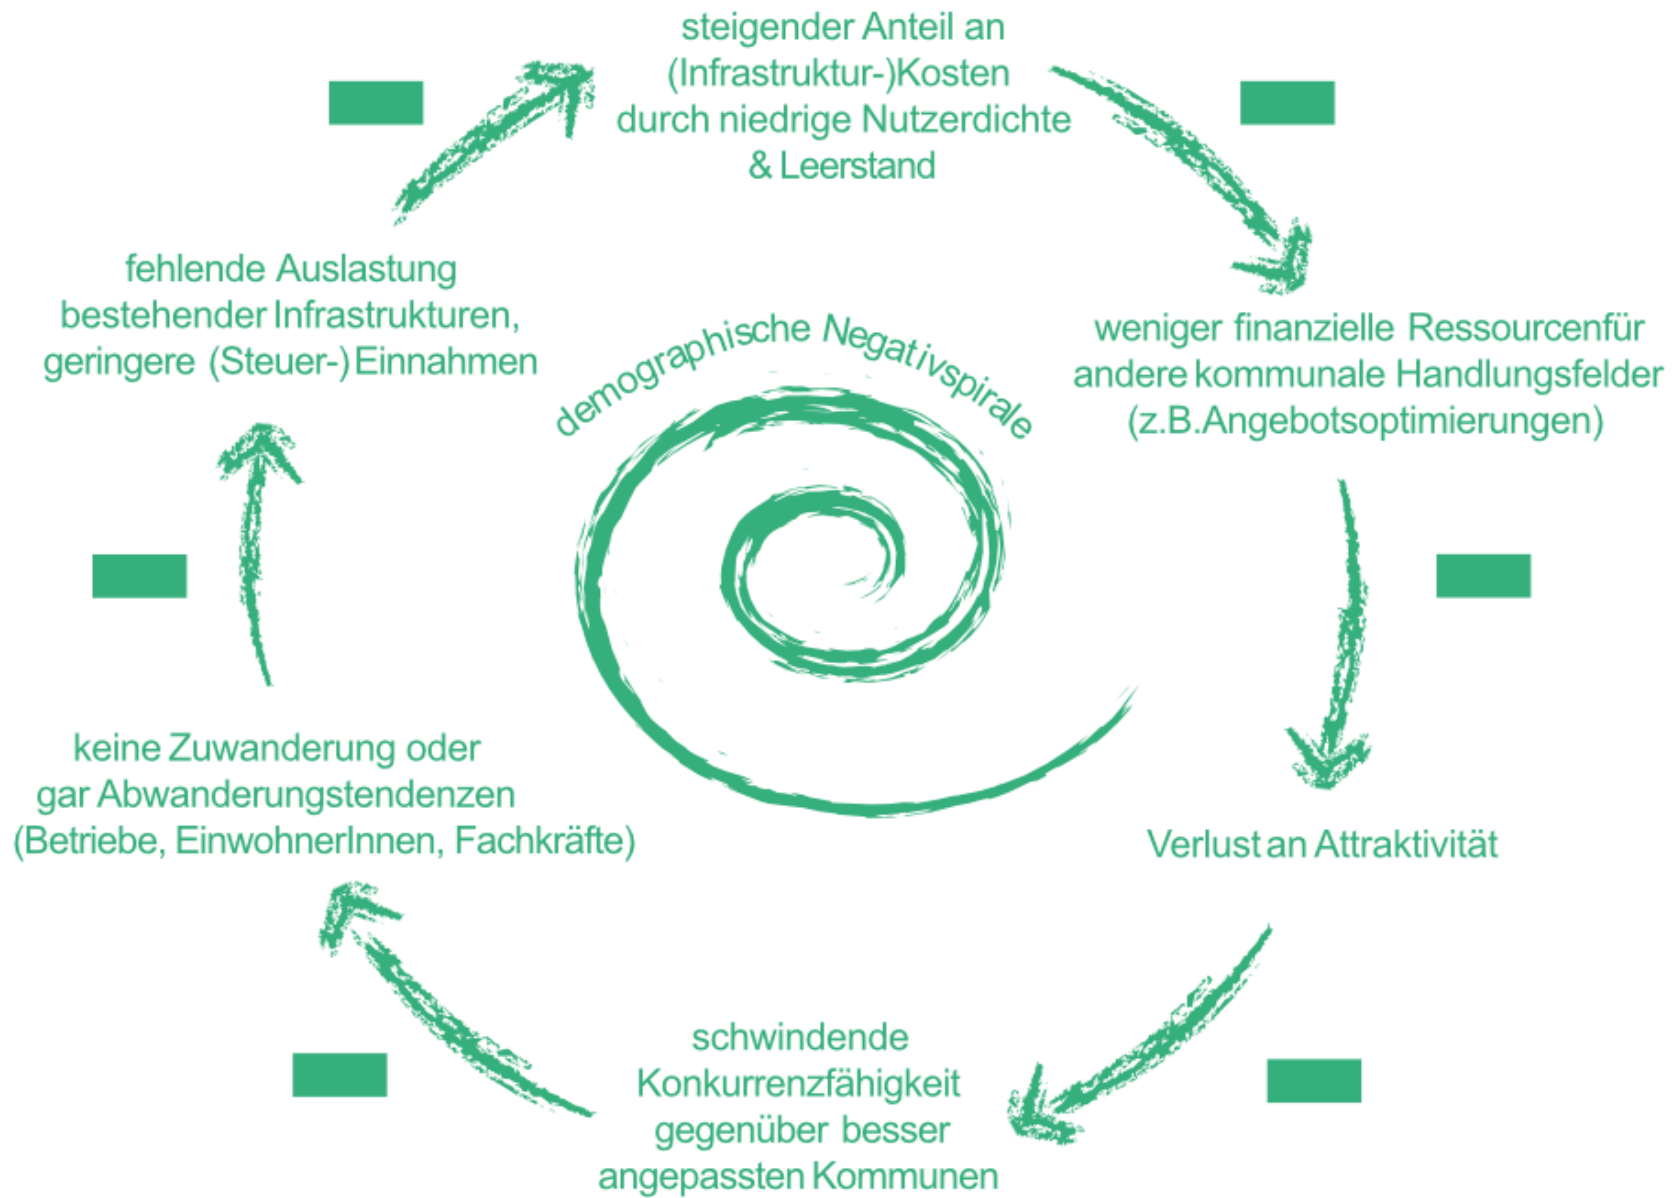 steigender Anteil an
(Infrastruktur-)Kosten
durch niedrige Nutzerdichte
& Leerstand
weniger finanzielle Ressourcenfür
andere kommunale Handlungsfelder
(z.B.Angebotsoptimierungen)
Verlust an Attraktivität
schwindende
Konkurrenzfähigkeit
gegenüber besser
angepassten Kommunen
keine Zuwanderung oder
gar Abwanderungstendenzen
(Betriebe, EinwohnerInnen, Fachkräfte)
fehlende Auslastung
bestehender Infrastrukturen,
geringere (Steuer-) Einnahmen
demographische Negativspirale